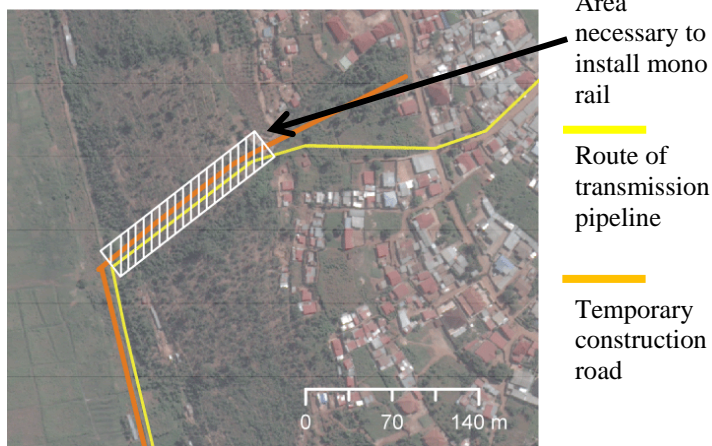 Area
necessary to
install mono
rail
Route of
transmission
pipeline
Temporary
construction
road
0 70 140 m